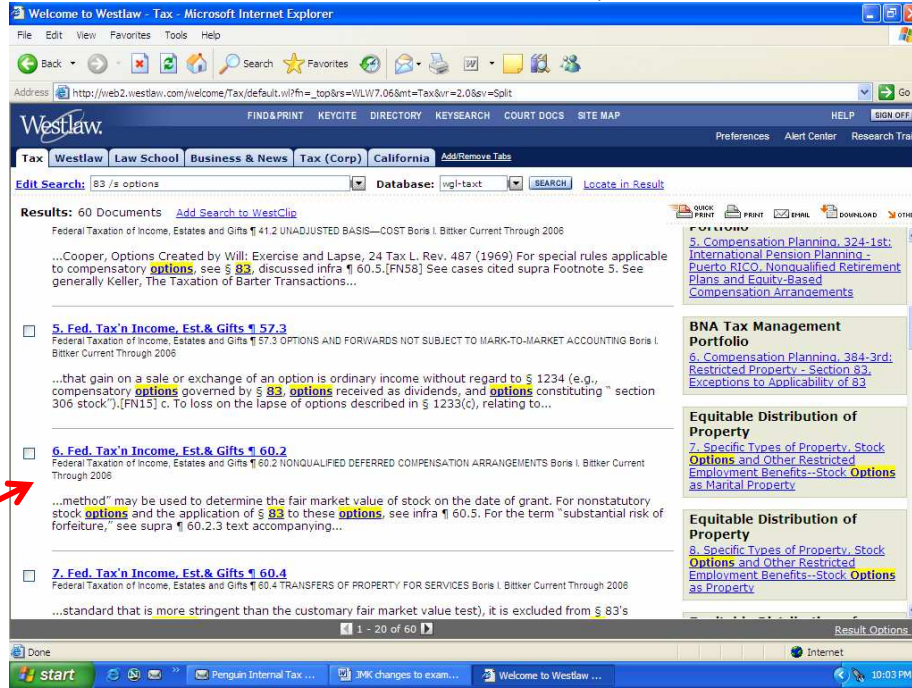 Welcome to Westlaw - Tax - Microsoft Internet Explorer
File Edit View Favorites Tools Help
Back Search Favorites
Address http://web2.westlaw.com/welcome/Tax/default.wl?fn=_top&rs=WLW7.06&mt=Tax&vr=2.0&sv=Split Go
Westlaw. FIND&PRINT KEYCITE DIRECTORY KEYSEARCH COURT DOCS SITE MAP HELP SIGN OFF
Preferences Alert Center Research Trai
Tax Westlaw Law School Business & News Tax (Corp) California Add/Remove Tabs
Edit Search: 83 /s options Database: wgl-taxt SEARCH Locate in Result
Results: 60 Documents Add Search to WestClip
QUICK PRINT PRINT EMAIL DOWNLOAD OTHE
Federal Taxation of Income, Estates and Gifts ¶ 41.2 UNADJUSTED BASIS—COST Boris I. Bittker Current Through 2006
...Cooper, Options Created by Will: Exercise and Lapse, 24 Tax L. Rev. 487 (1969) For special rules applicable
to compensatory options, see § 83, discussed infra ¶ 60.5.[FN58] See cases cited supra Footnote 5. See
generally Keller, The Taxation of Barter Transactions...
5. Fed. Tax'n Income, Est.& Gifts ¶ 57.3
Federal Taxation of Income, Estates and Gifts ¶ 57.3 OPTIONS AND FORWARDS NOT SUBJECT TO MARK-TO-MARKET ACCOUNTING Boris I.
Bittker Current Through 2006
...that gain on a sale or exchange of an option is ordinary income without regard to § 1234 (e.g.,
compensatory options governed by § 83, options received as dividends, and options constituting " section
306 stock").[FN15] c. To loss on the lapse of options described in § 1233(c), relating to...
6. Fed. Tax'n Income, Est.& Gifts ¶ 60.2
Federal Taxation of Income, Estates and Gifts ¶ 60.2 NONQUALIFIED DEFERRED COMPENSATION ARRANGEMENTS Boris I. Bittker Current
Through 2006
...method" may be used to determine the fair market value of stock on the date of grant. For nonstatutory
stock options and the application of § 83 to these options, see infra ¶ 60.5. For the term "substantial risk of
forfeiture," see supra ¶ 60.2.3 text accompanying...
7. Fed. Tax'n Income, Est.& Gifts ¶ 60.4
Federal Taxation of Income, Estates and Gifts ¶ 60.4 TRANSFERS OF PROPERTY FOR SERVICES Boris I. Bittker Current Through 2006
...standard that is more stringent than the customary fair market value test), it is excluded from § 83's
Portfolio
5. Compensation Planning, 324-1st:
International Pension Planning -
Puerto RICO, Nonqualified Retirement
Plans and Equity-Based
Compensation Arrangements
BNA Tax Management
Portfolio
6. Compensation Planning, 384-3rd:
Restricted Property - Section 83,
Exceptions to Applicability of 83
Equitable Distribution of
Property
7. Specific Types of Property, Stock
Options and Other Restricted
Employment Benefits--Stock Options
as Marital Property
Equitable Distribution of
Property
8. Specific Types of Property, Stock
Options and Other Restricted
Employment Benefits--Stock Options
as Property
1 - 20 of 60 Result Options
Done Internet
start Penguin Internal Tax ... JMK changes to exam... Welcome to Westlaw ... 10:03 PM